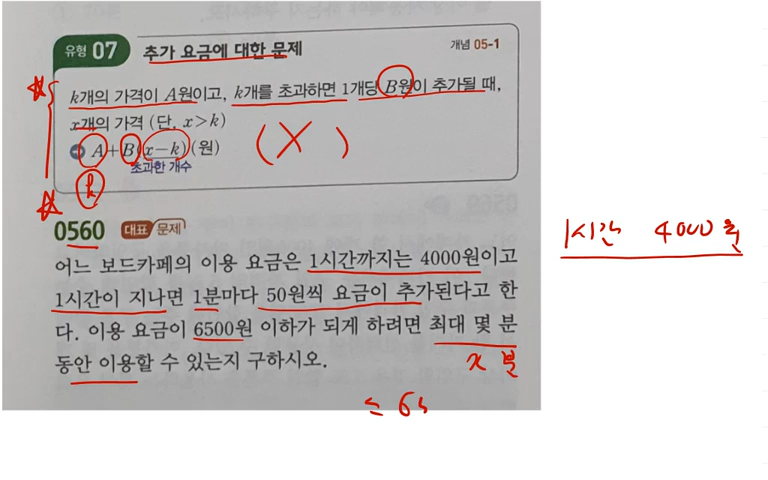 유형 07 추가 요금에 대한 문제 개념 05-1
k개의 가격이 A원이고, k개를 초과하면 1개당 B원이 추가될 때,
x개의 가격 (단, x>k)
➡ A+B(x-k)(원)
초과한 개수
( X )
k
0560 대표 문제
어느 보드카페의 이용 요금은 1시간까지는 4000원이고
1시간이 지나면 1분마다 50원씩 요금이 추가된다고 한
다. 이용 요금이 6500원 이하가 되게 하려면 최대 몇 분
동안 이용할 수 있는지 구하시오.
x 분
≤ 65
1시간 4000원